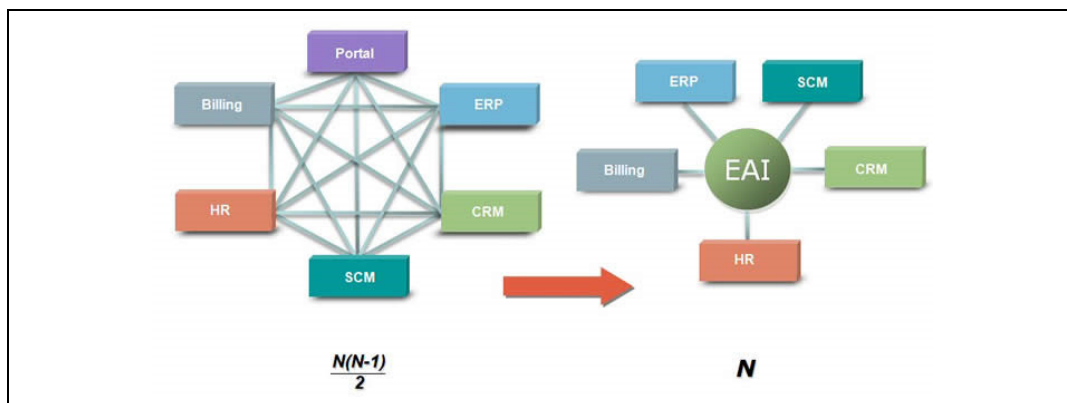 Portal
Billing
ERP
HR
CRM
SCM
N(N-1)
2
ERP
SCM
Billing
EAI
CRM
HR
N